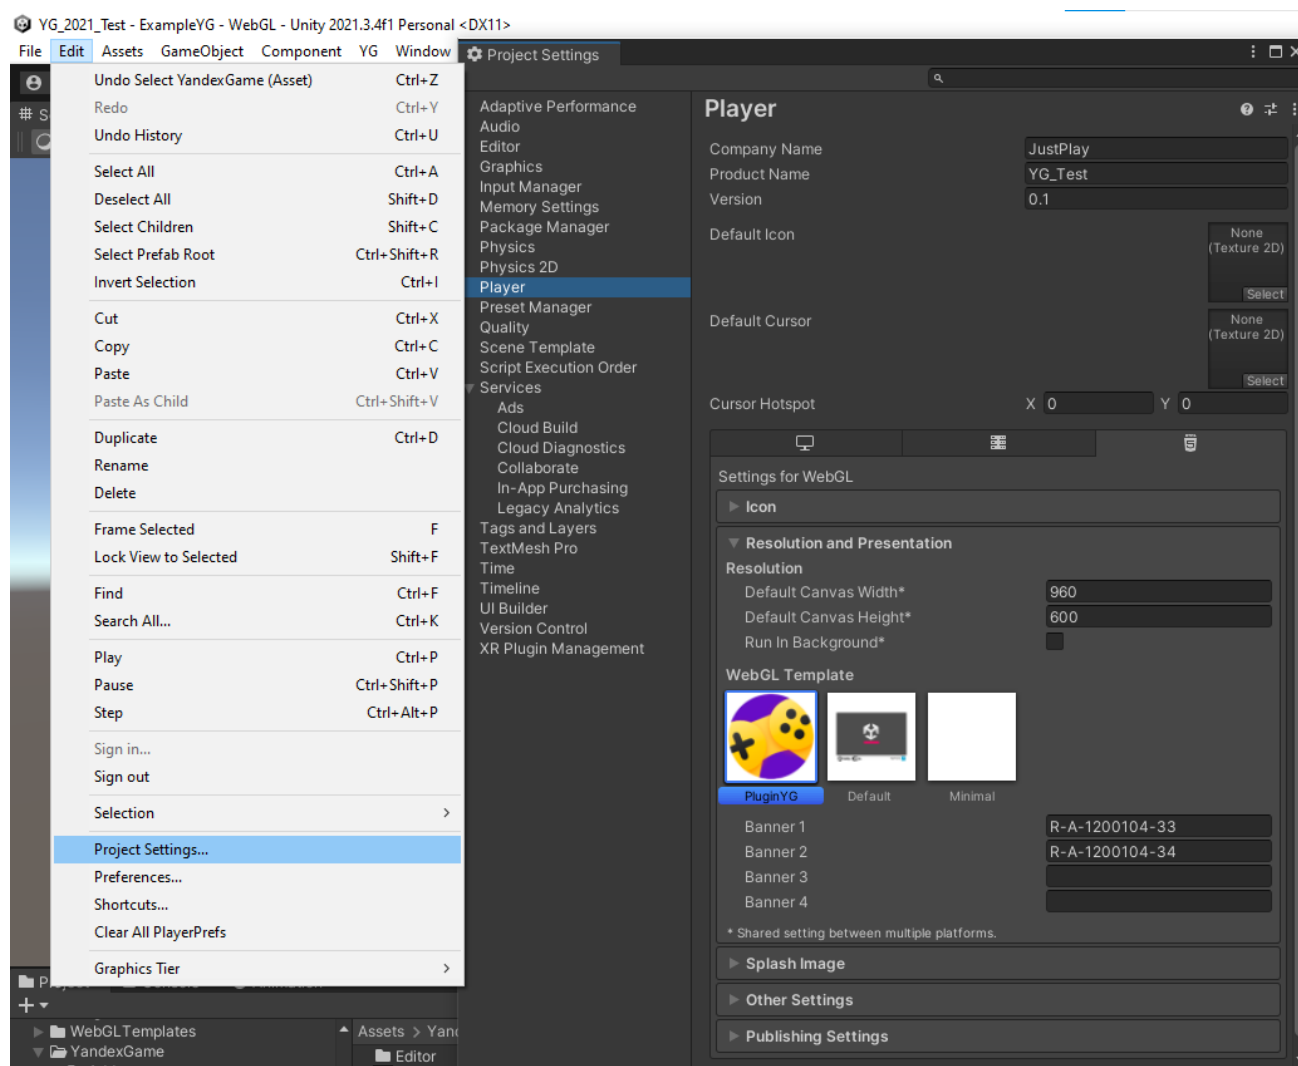 YG_2021_Test - ExampleYG - WebGL - Unity 2021.3.4f1 Personal <DX11>
File Edit Assets GameObject Component YG Window
Undo Select YandexGame (Asset) Ctrl+Z
Redo Ctrl+Y
Undo History Ctrl+U
Select All Ctrl+A
Deselect All Shift+D
Select Children Shift+C
Select Prefab Root Ctrl+Shift+R
Invert Selection Ctrl+I
Cut Ctrl+X
Copy Ctrl+C
Paste Ctrl+V
Paste As Child Ctrl+Shift+V
Duplicate Ctrl+D
Rename
Delete
Frame Selected F
Lock View to Selected Shift+F
Find Ctrl+F
Search All... Ctrl+K
Play Ctrl+P
Pause Ctrl+Shift+P
Step Ctrl+Alt+P
Sign in...
Sign out
Selection >
Project Settings...
Preferences...
Shortcuts...
Clear All PlayerPrefs
Graphics Tier >
WebGLTemplates
YandexGame
Assets >
Editor
Project Settings
Adaptive Performance
Audio
Editor
Graphics
Input Manager
Memory Settings
Package Manager
Physics
Physics 2D
Player
Preset Manager
Quality
Scene Template
Script Execution Order
Services
Ads
Cloud Build
Cloud Diagnostics
Collaborate
In-App Purchasing
Legacy Analytics
Tags and Layers
TextMesh Pro
Time
Timeline
UI Builder
Version Control
XR Plugin Management
Player
Company Name JustPlay
Product Name YG_Test
Version 0.1
Default Icon
None
(Texture 2D)
Select
Default Cursor
None
(Texture 2D)
Select
Cursor Hotspot X 0 Y 0
Settings for WebGL
Icon
Resolution and Presentation
Resolution
Default Canvas Width* 960
Default Canvas Height* 600
Run In Background*
WebGL Template
PluginYG Default Minimal
Banner 1 R-A-1200104-33
Banner 2 R-A-1200104-34
Banner 3
Banner 4
* Shared setting between multiple platforms.
Splash Image
Other Settings
Publishing Settings